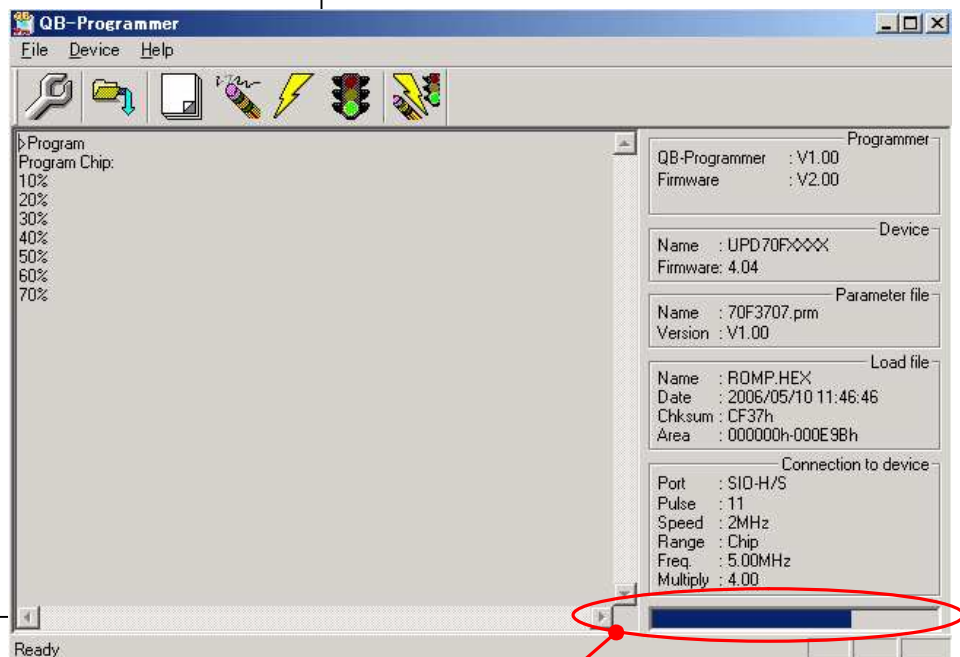 QB-Programmer
File Device Help
▷Program
Program Chip:
10%
20%
30%
40%
50%
60%
70%
Programmer
QB-Programmer : V1.00
Firmware : V2.00
Device
Name : UPD70FXXXX
Firmware: 4.04
Parameter file
Name : 70F3707.prm
Version : V1.00
Load file
Name : ROMP.HEX
Date : 2006/05/10 11:46:46
Chksum : CF37h
Area : 000000h-000E9Bh
Connection to device
Port : SIO-H/S
Pulse : 11
Speed : 2MHz
Range : Chip
Freq. : 5.00MHz
Multiply : 4.00
Ready